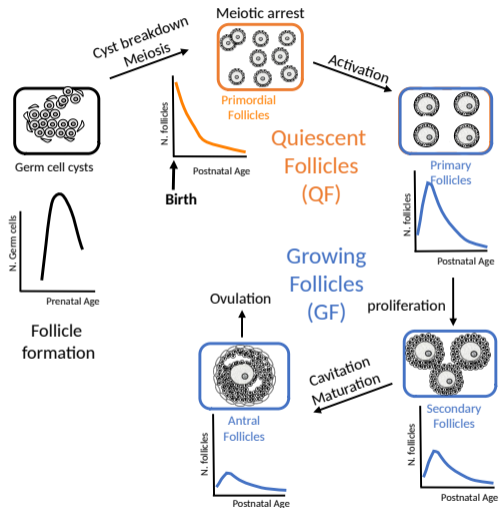 Meiotic arrest
Cyst breakdown
Meiosis
Activation
N. follicles
Primordial
Follicles
Postnatal Age
Birth
Quiescent
Follicles
(QF)
Germ cell cysts
N. Germ cells
Prenatal Age
Follicle
formation
Primary
Follicles
N. follicles
Postnatal Age
Growing
Follicles
(GF)
Ovulation
proliferation
Cavitation
Maturation
Antral
Follicles
N. follicles
Postnatal Age
Secondary
Follicles
N. follicles
Postnatal Age